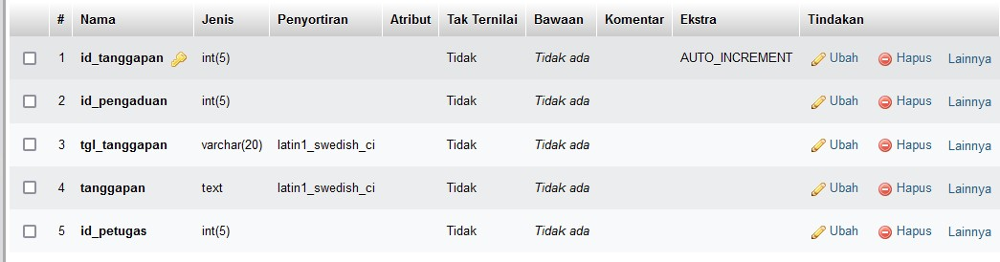 # Nama Jenis Penyortiran Atribut Tak Ternilai Bawaan Komentar Ekstra Tindakan
1 id_tanggapan int(5) Tidak Tidak ada AUTO_INCREMENT Ubah Hapus Lainnya
2 id_pengaduan int(5) Tidak Tidak ada Ubah Hapus Lainnya
3 tgl_tanggapan varchar(20) latin1_swedish_ci Tidak Tidak ada Ubah Hapus Lainnya
4 tanggapan text latin1_swedish_ci Tidak Tidak ada Ubah Hapus Lainnya
5 id_petugas int(5) Tidak Tidak ada Ubah Hapus Lainnya